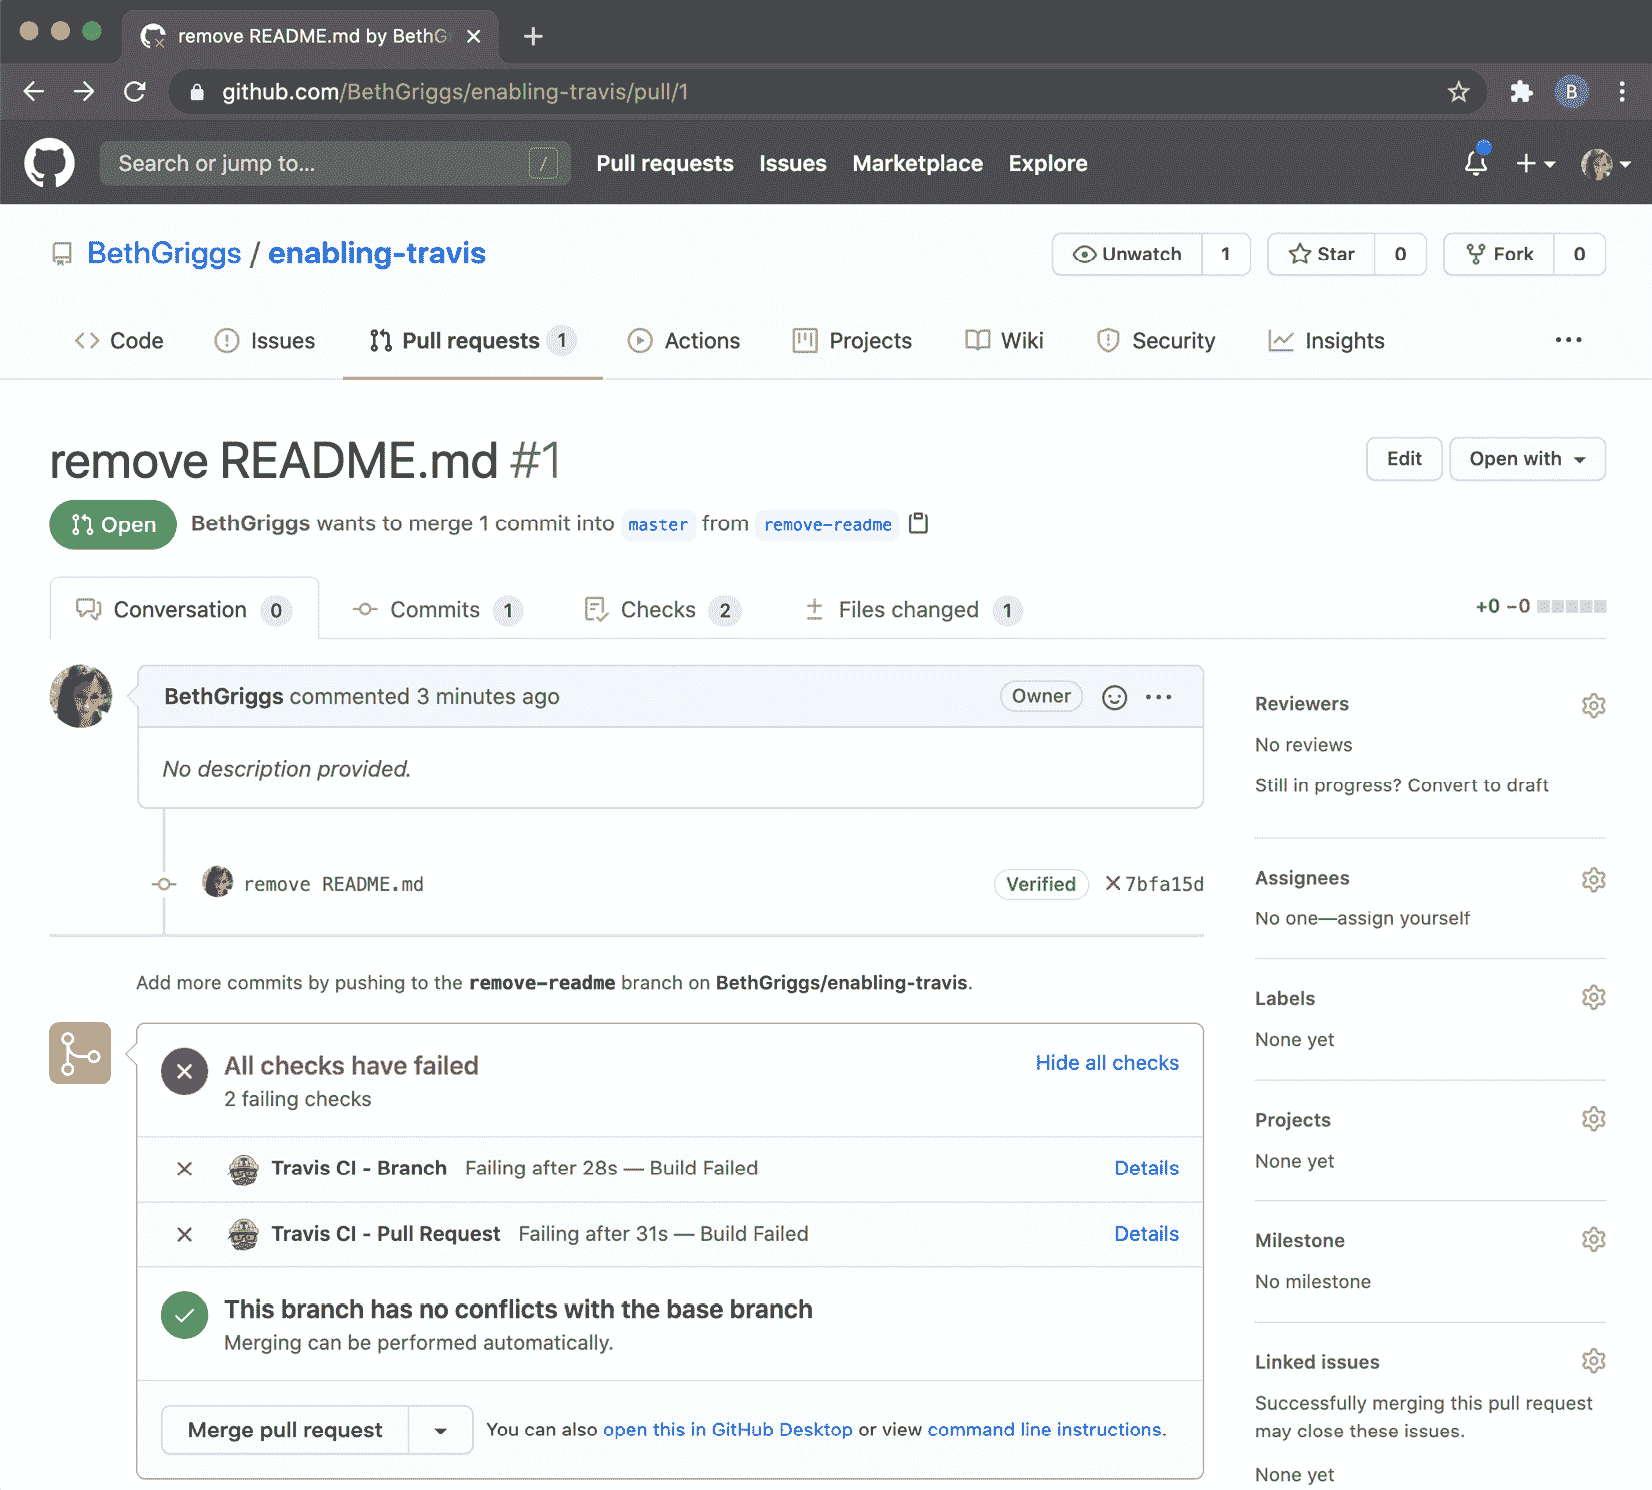 remove README.md by BethG
github.com/BethGriggs/enabling-travis/pull/1
B
Search or jump to...
/
Pull requests
Issues
Marketplace
Explore
BethGriggs / enabling-travis
Unwatch 1
Star 0
Fork 0
Code
Issues
Pull requests 1
Actions
Projects
Wiki
Security
Insights
remove README.md #1
Edit
Open with
Open
BethGriggs wants to merge 1 commit into master from remove-readme
Conversation 0
Commits 1
Checks 2
Files changed 1
+0 −0
BethGriggs commented 3 minutes ago
Owner
No description provided.
remove README.md
Verified
7bfa15d
Add more commits by pushing to the remove-readme branch on BethGriggs/enabling-travis.
All checks have failed
2 failing checks
Hide all checks
Travis CI - Branch Failing after 28s — Build Failed
Details
Travis CI - Pull Request Failing after 31s — Build Failed
Details
This branch has no conflicts with the base branch
Merging can be performed automatically.
Merge pull request
You can also open this in GitHub Desktop or view command line instructions.
Reviewers
No reviews
Still in progress? Convert to draft
Assignees
No one—assign yourself
Labels
None yet
Projects
None yet
Milestone
No milestone
Linked issues
Successfully merging this pull request
may close these issues.
None yet